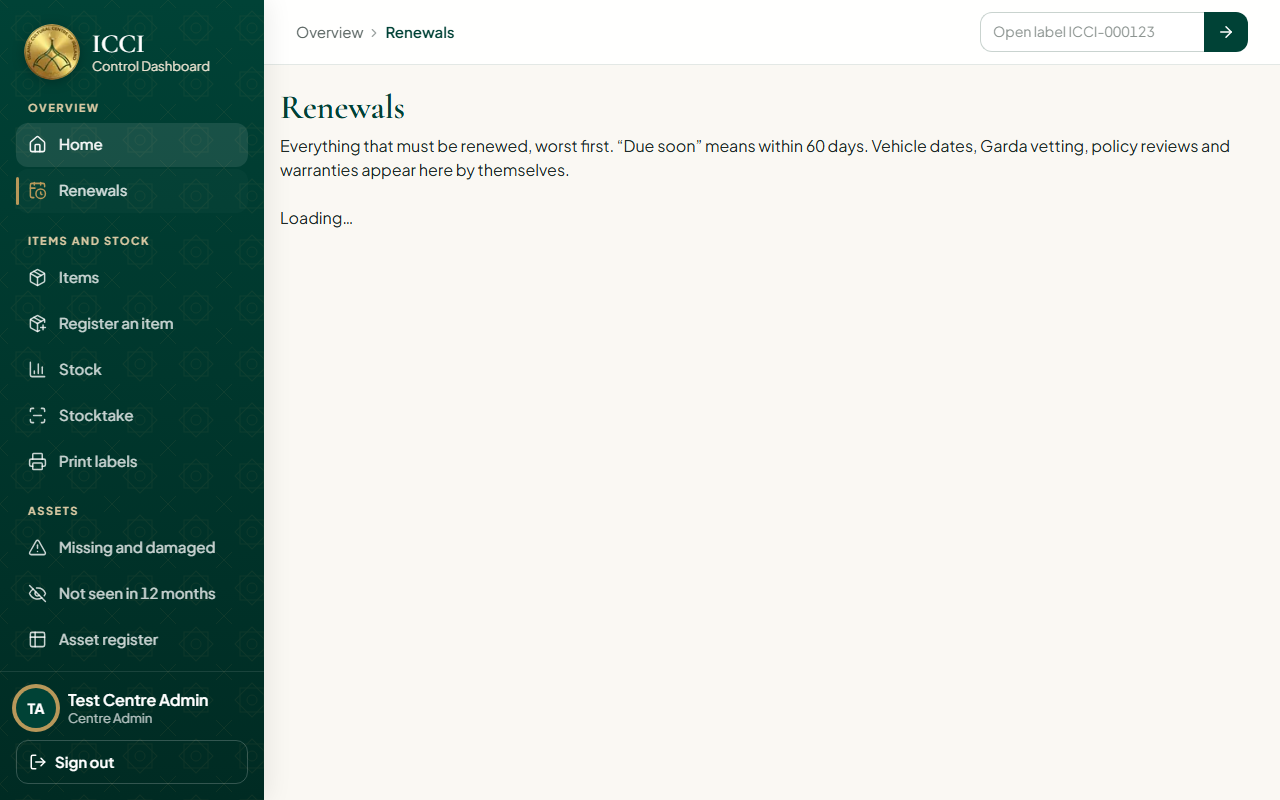 ICCI
Control Dashboard
OVERVIEW
Home
Renewals
ITEMS AND STOCK
Items
Register an item
Stock
Stocktake
Print labels
ASSETS
Missing and damaged
Not seen in 12 months
Asset register
TA
Test Centre Admin
Centre Admin
Sign out
Overview › Renewals
Open label ICCI-000123
Renewals
Everything that must be renewed, worst first. “Due soon” means within 60 days. Vehicle dates, Garda vetting, policy reviews and
warranties appear here by themselves.
Loading…